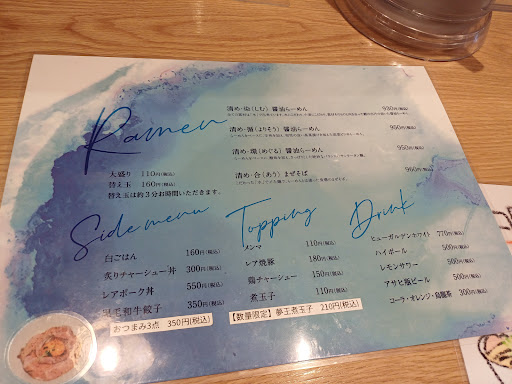 Ramen
清め・染(しむ) 醤油らーめん 930円(税込)
清め・ (よりそう) 醤油らーめん 950円(税込)
清め・環(めぐる) 醤油らーめん 950円(税込)
清め・合(あう) まぜそば 980円(税込)
大盛り 110円(税込)
替え玉 160円(税込)
替え玉は約3分お時間いただきます。
Side menu
白ごはん 160円(税込)
炙りチャーシュー丼 300円(税込)
レアポーク丼 550円(税込)
黒毛和牛餃子 350円(税込)
おつまみ3点 350円(税込)
Topping
メンマ 110円(税込)
レア焼豚 180円(税込)
鶏チャーシュー 150円(税込)
煮玉子 110円(税込)
【数量限定】夢王煮玉子 210円(税込)
Drink
ヒューガルデンホワイト 770円(税込)
ハイボール 500円(税込)
レモンサワー 500円(税込)
アサヒ瓶ビール 500円(税込)
コーラ・オレンジ・烏龍茶 300円(税込)